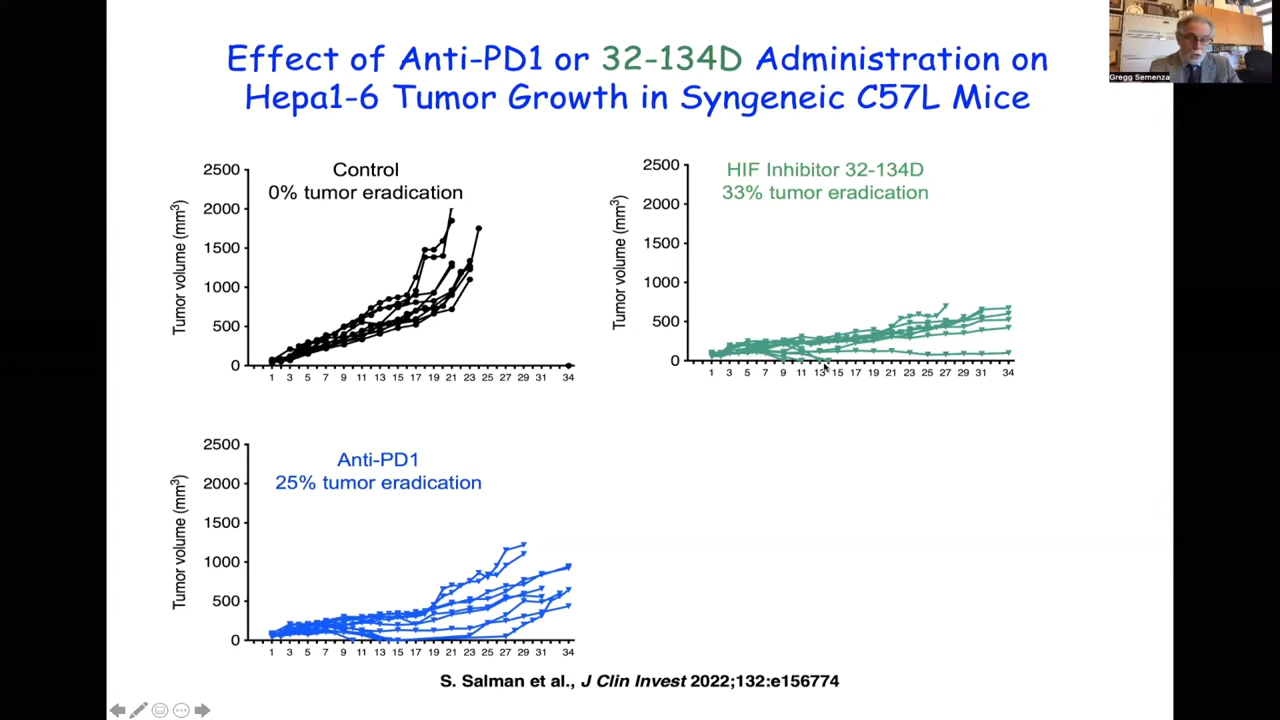 Effect of Anti-PD1 or 32-134D Administration on
Hepa1-6 Tumor Growth in Syngeneic C57L Mice
Gregg Semenza
Control
0% tumor eradication
Tumor volume (mm³)
2500
2000
1500
1000
500
0
1 3 5 7 9 11 13 15 17 19 21 23 25 27 29 31 34
HIF Inhibitor 32-134D
33% tumor eradication
Tumor volume (mm³)
2500
2000
1500
1000
500
0
1 3 5 7 9 11 13 15 17 19 21 23 25 27 29 31 34
Anti-PD1
25% tumor eradication
Tumor volume (mm³)
2500
2000
1500
1000
500
0
1 3 5 7 9 11 13 15 17 19 21 23 25 27 29 31 34
S. Salman et al., J Clin Invest 2022;132:e156774